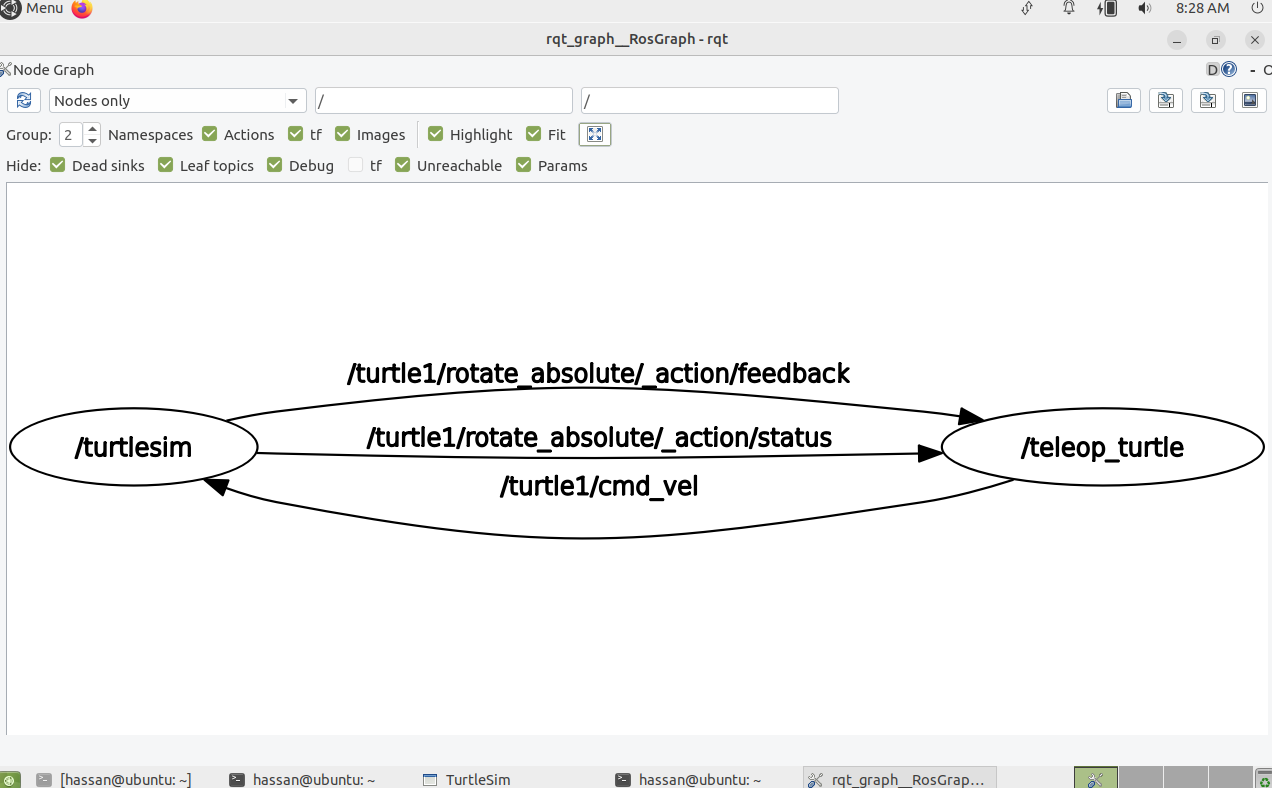 Menu 8:28 AM
rqt_graph__RosGraph - rqt
Node Graph D ? - O
Nodes only / /
Group: 2 Namespaces Actions tf Images Highlight Fit
Hide: Dead sinks Leaf topics Debug tf Unreachable Params
/turtle1/rotate_absolute/_action/feedback
/turtlesim /turtle1/rotate_absolute/_action/status /teleop_turtle
/turtle1/cmd_vel
[hassan@ubuntu: ~] hassan@ubuntu: ~ TurtleSim hassan@ubuntu: ~ rqt_graph__RosGrap...